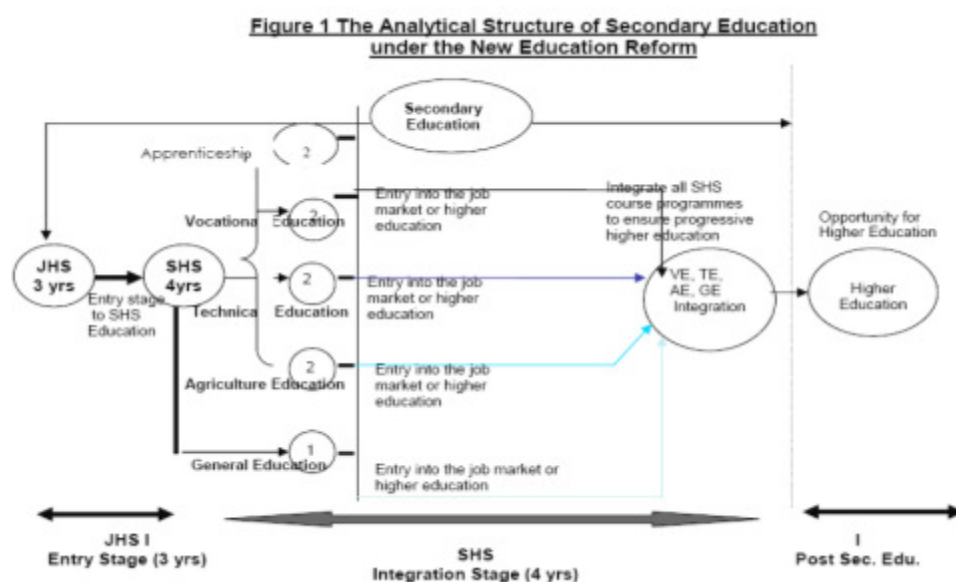 Figure 1 The Analytical Structure of Secondary Education
under the New Education Reform
Secondary
Education
Apprenticeship
2
Vocationa Education
2
Entry into the job
market or higher
education
Integrate all SHS
course programmes
to ensure progressive
higher education
Opportunity for
Higher Education
JHS
3 yrs
SHS
4yrs
Entry stage
to SHS
Education
Technica Education
2
Entry into the job
market or higher
education
VE, TE,
AE, GE
Integration
Higher
Education
Agriculture Education
2
Entry into the job
market or higher
education
General Education
1
Entry into the job market or
higher education
JHS I
Entry Stage (3 yrs)
SHS
Integration Stage (4 yrs)
I
Post Sec. Edu.